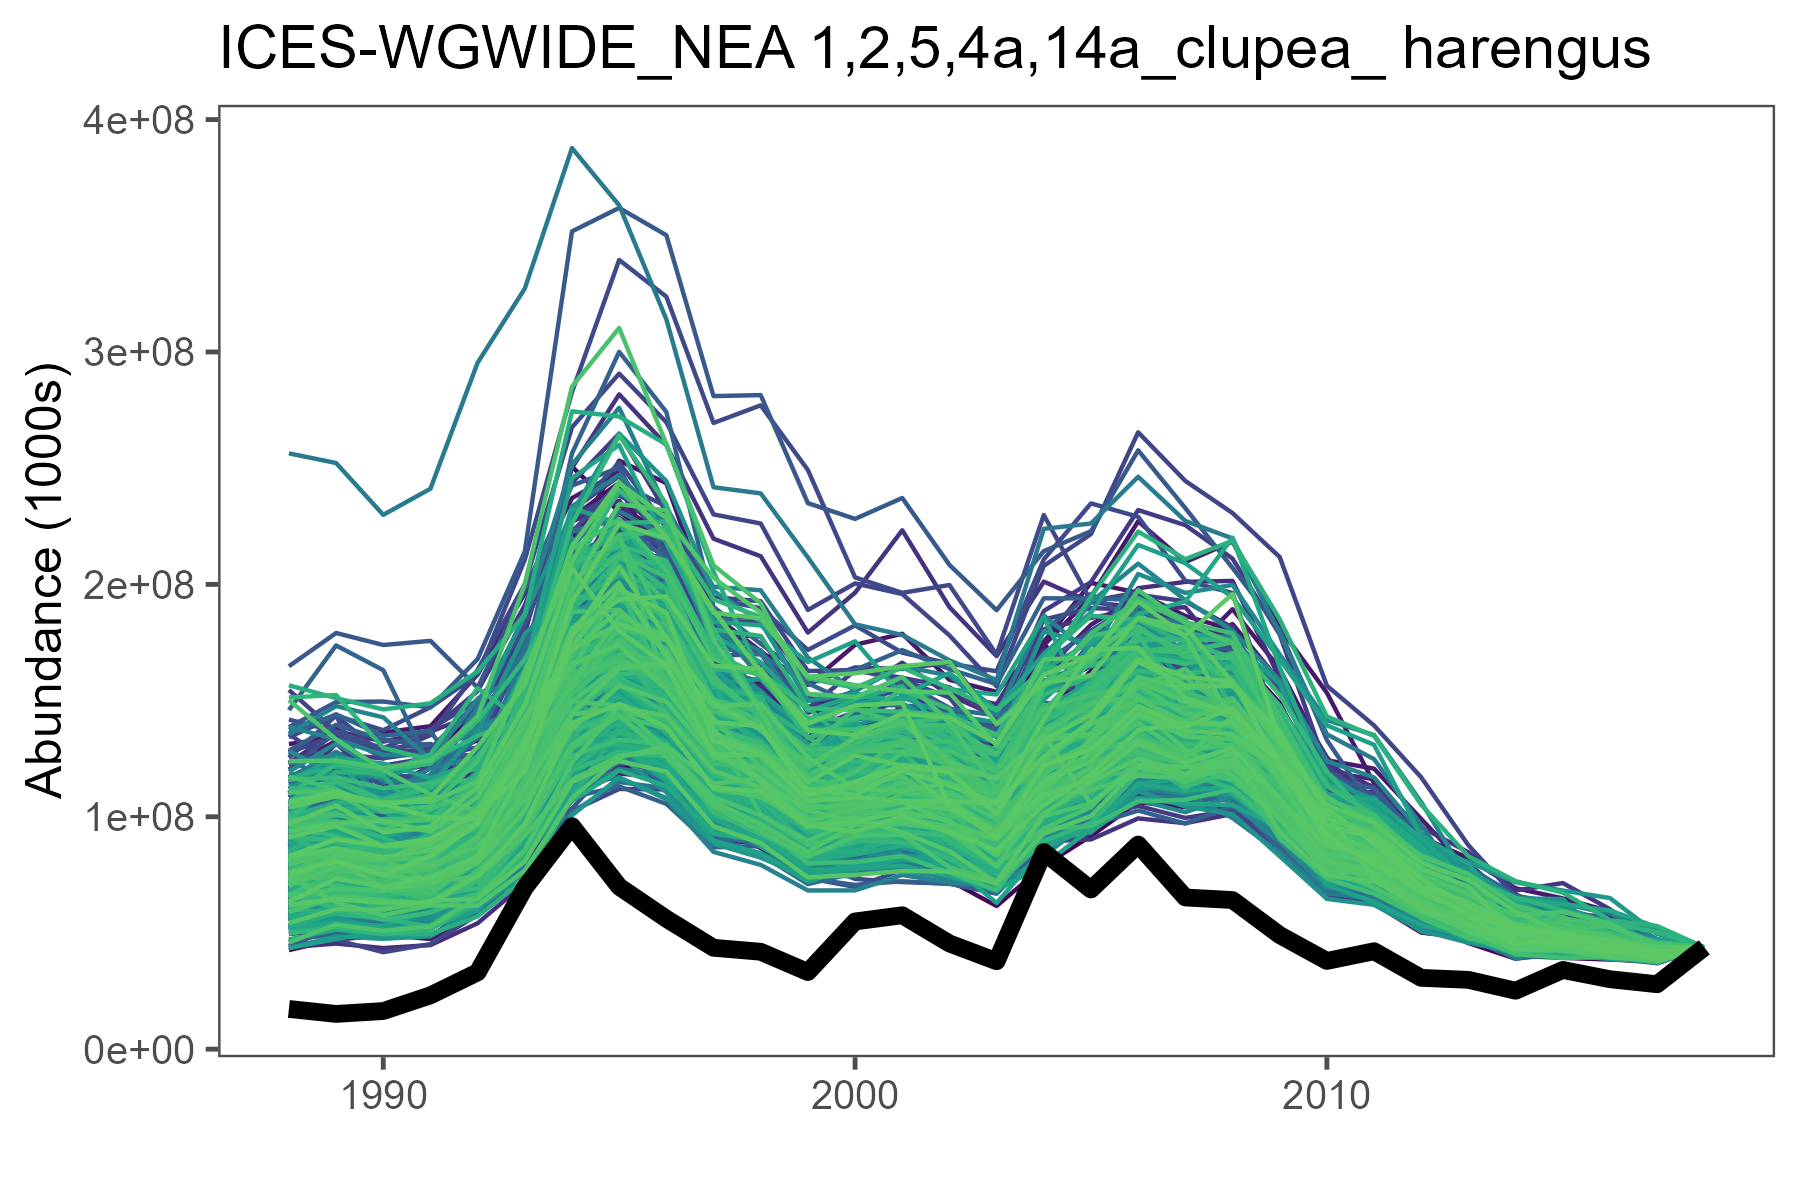 ICES-WGWIDE_NEA 1,2,5,4a,14a_clupea_ harengus
Abundance (1000s)
4e+08
3e+08
2e+08
1e+08
0e+00
1990
2000
2010